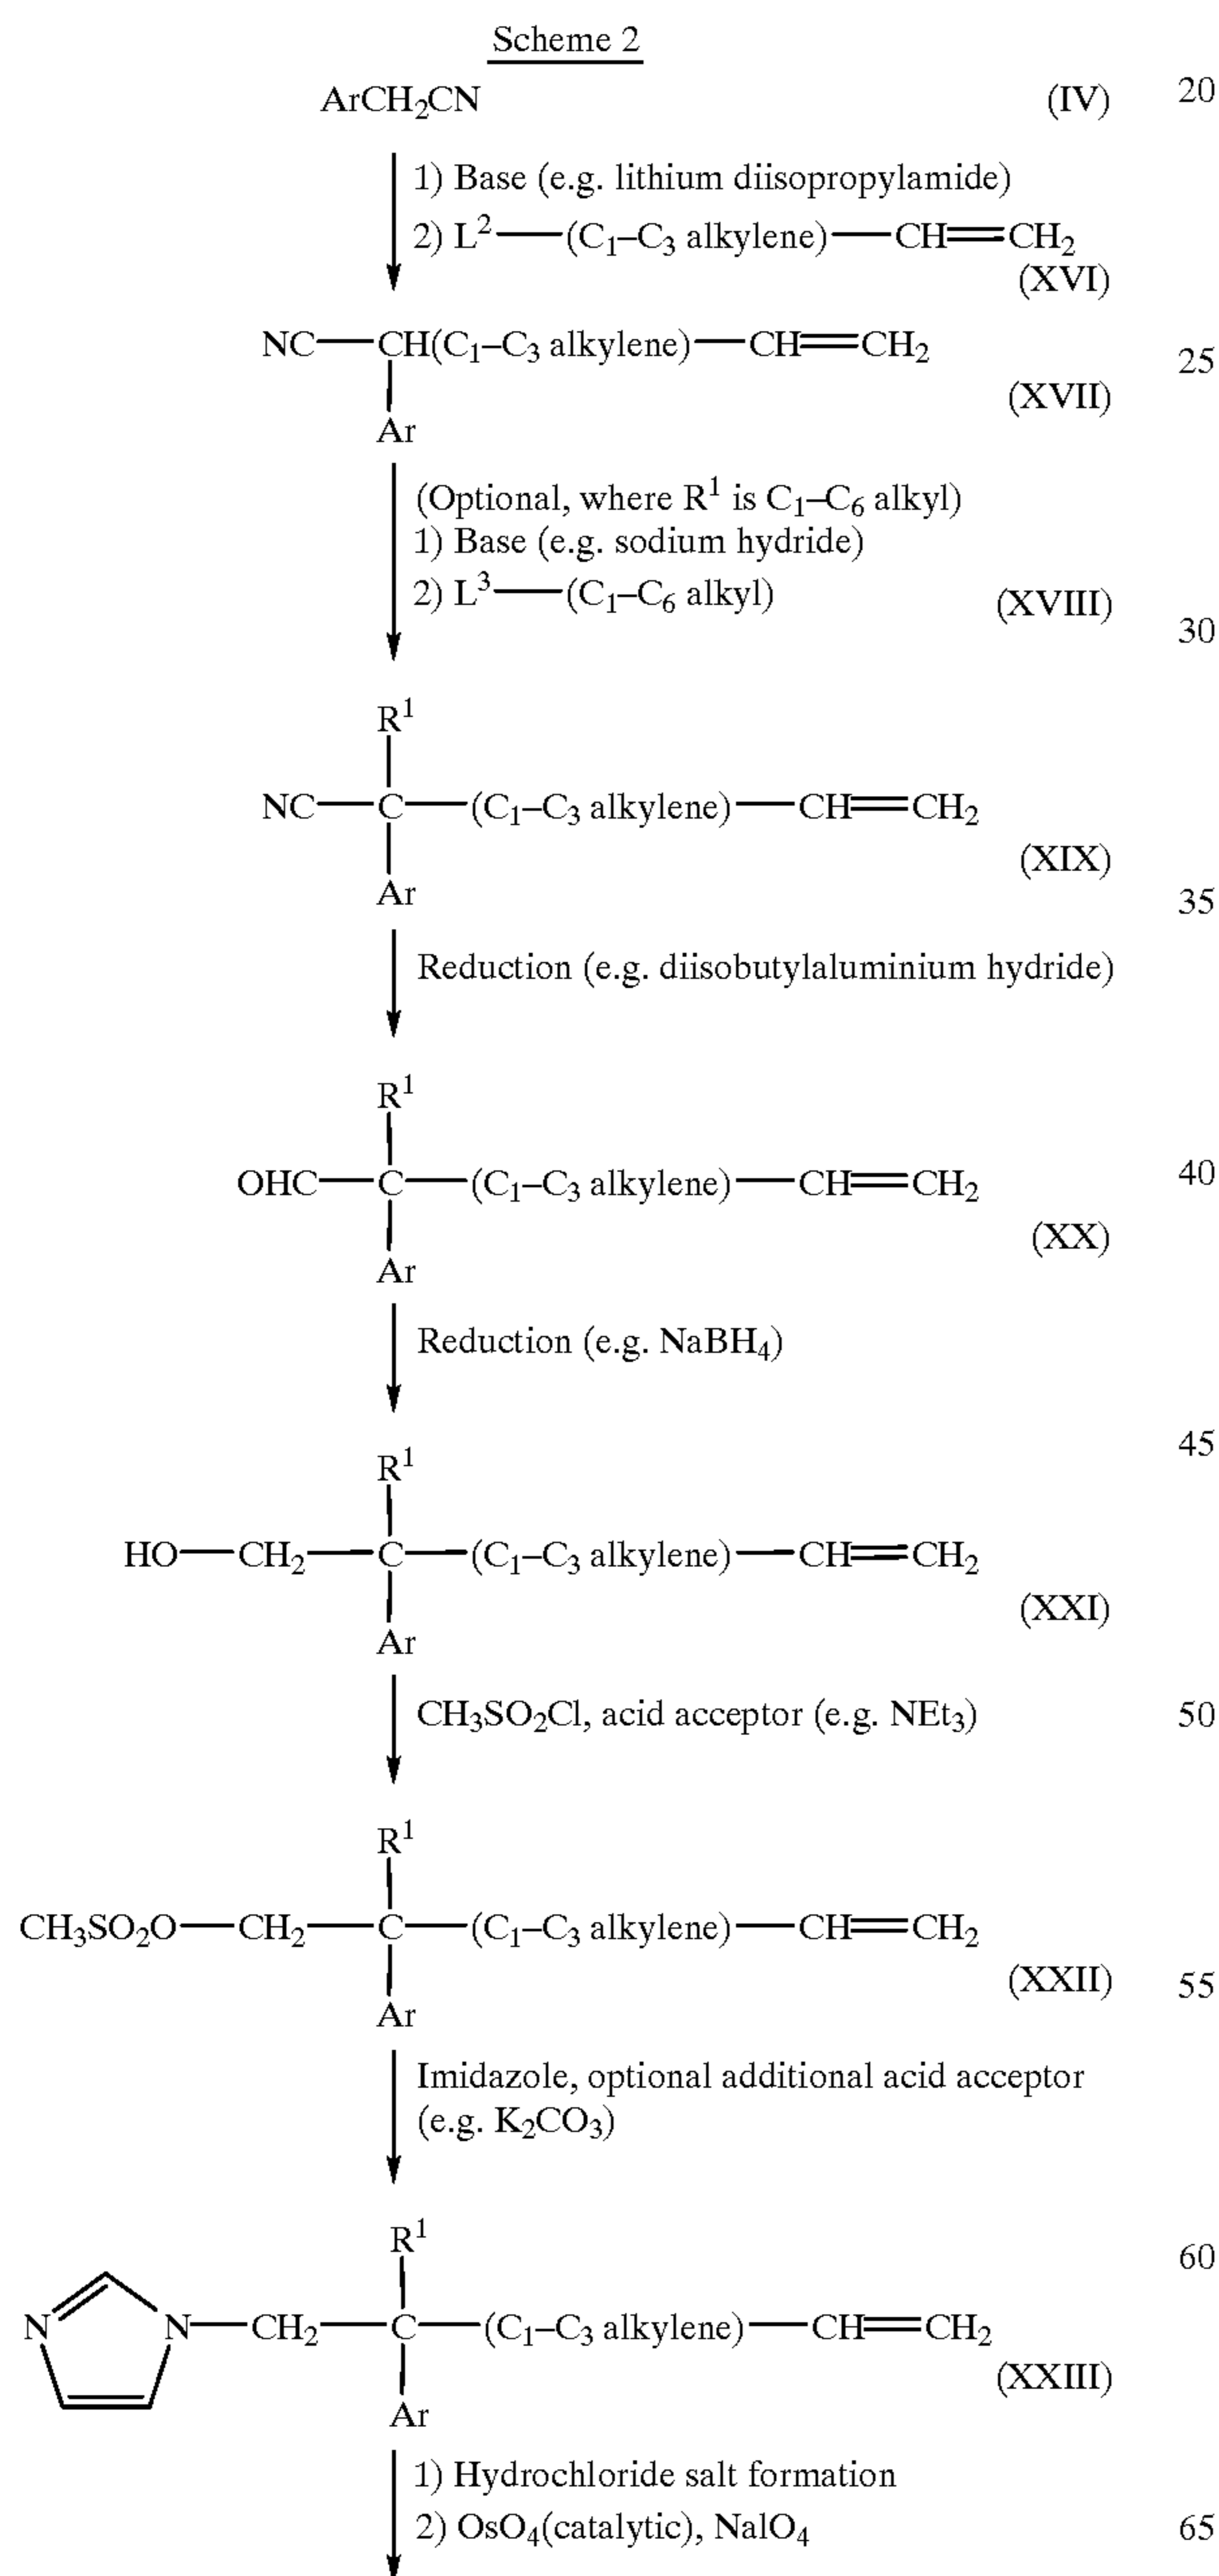 Scheme 2
ArCH2CN (IV) 20
1) Base (e.g. lithium diisopropylamide)
2) L2—(C1–C3 alkylene)—CH=CH2
(XVI)
NC—CH(C1–C3 alkylene)—CH=CH2 25
(XVII)
Ar
(Optional, where R1 is C1–C6 alkyl)
1) Base (e.g. sodium hydride)
2) L3—(C1–C6 alkyl) (XVIII)
30
R1
NC—C—(C1–C3 alkylene)—CH=CH2
(XIX)
Ar 35
Reduction (e.g. diisobutylaluminium hydride)
R1
OHC—C—(C1–C3 alkylene)—CH=CH2 40
(XX)
Ar
Reduction (e.g. NaBH4)
45
R1
HO—CH2—C—(C1–C3 alkylene)—CH=CH2
(XXI)
Ar
CH3SO2Cl, acid acceptor (e.g. NEt3) 50
R1
CH3SO2O—CH2—C—(C1–C3 alkylene)—CH=CH2
(XXII) 55
Ar
Imidazole, optional additional acid acceptor
(e.g. K2CO3)
R1
60
N N—CH2—C—(C1–C3 alkylene)—CH=CH2
(XXIII)
Ar
1) Hydrochloride salt formation
2) OsO4(catalytic), NaIO4 65